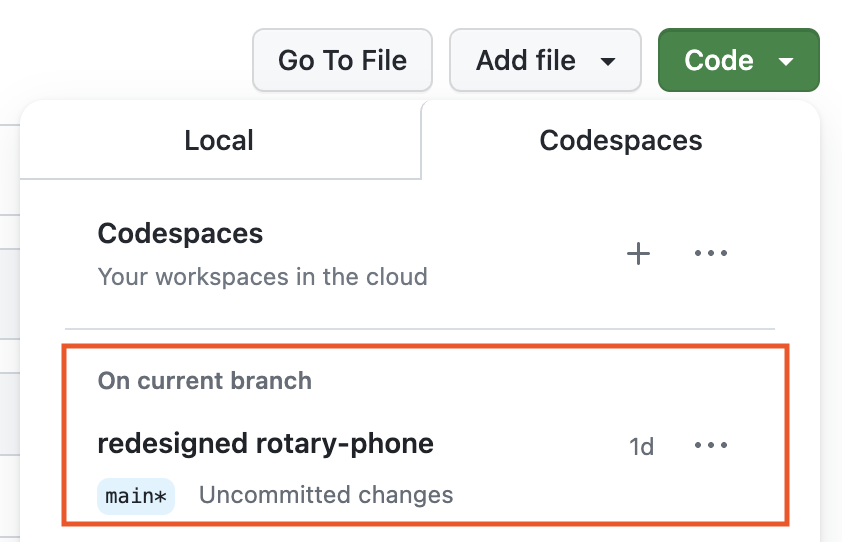 Go To File
Add file
Code
Local
Codespaces
Codespaces
Your workspaces in the cloud
On current branch
redesigned rotary-phone
1d
main*
Uncommitted changes